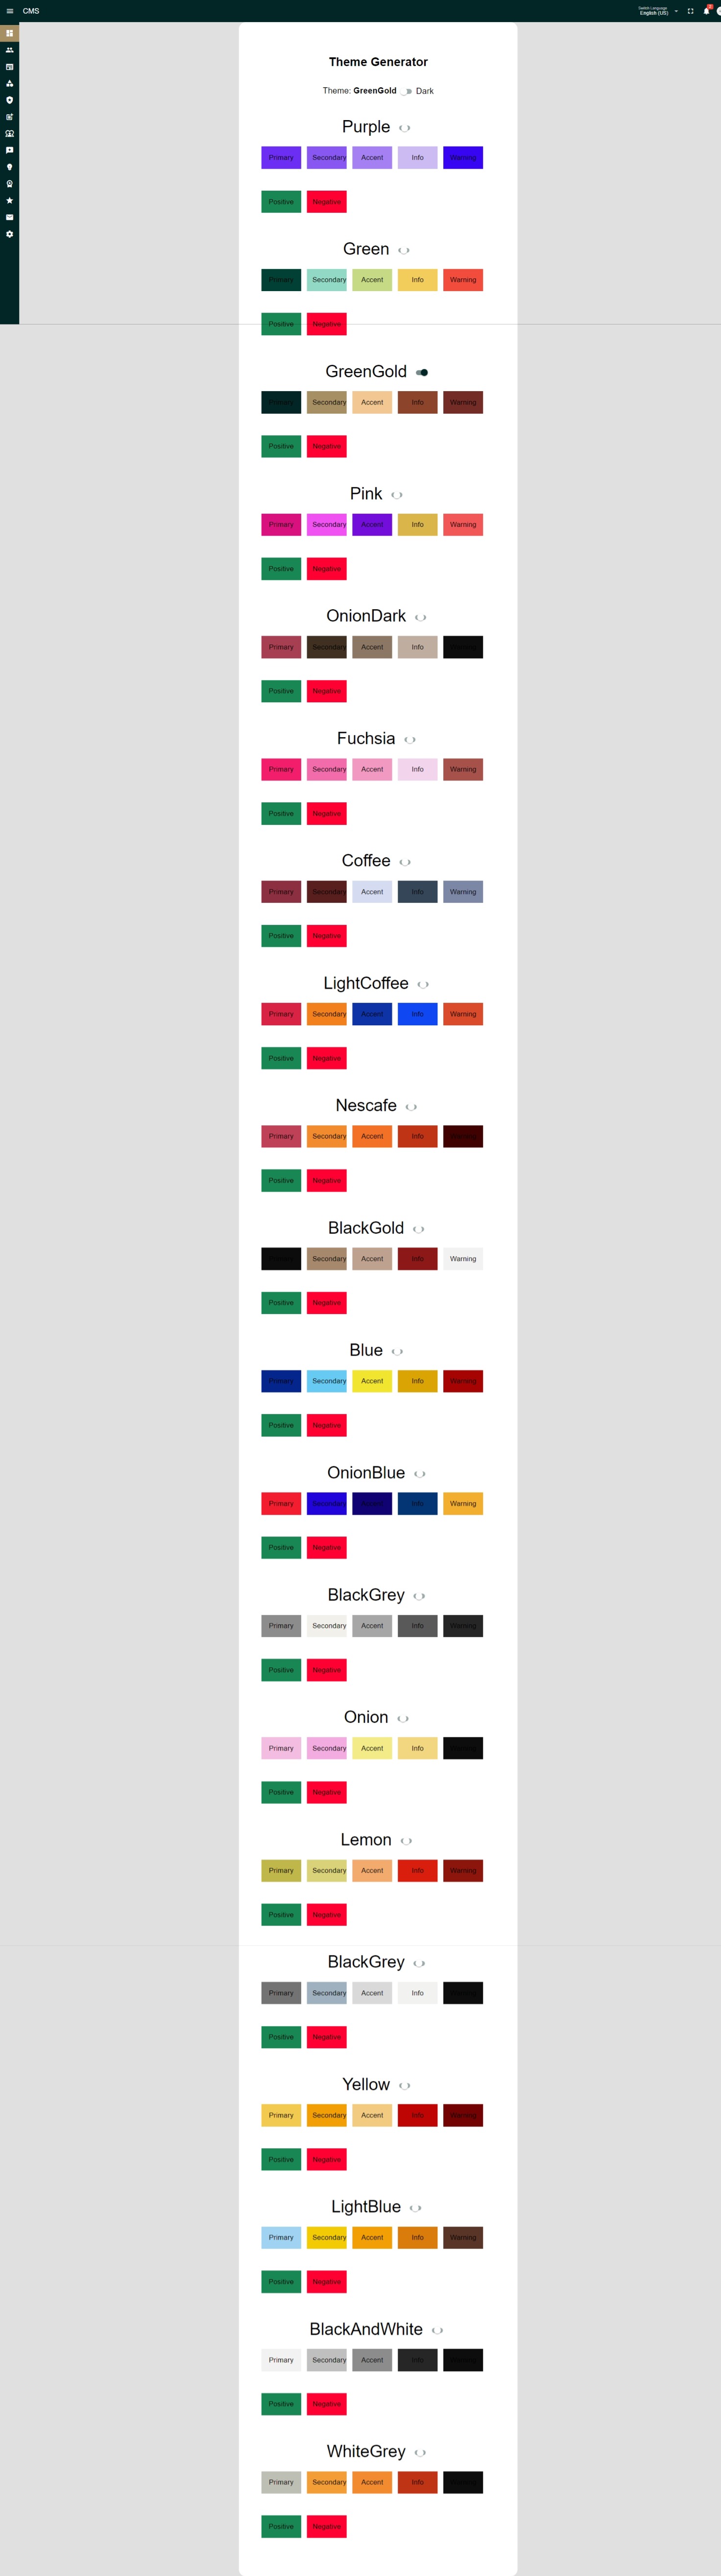 CMS
Switch Language
English (US)
Theme Generator
Theme: GreenGold Dark
Purple
Primary Secondary Accent Info Warning
Positive Negative
Green
Primary Secondary Accent Info Warning
Positive Negative
GreenGold
Primary Secondary Accent Info Warning
Positive Negative
Pink
Primary Secondary Accent Info Warning
Positive Negative
OnionDark
Primary Secondary Accent Info
Positive Negative
Fuchsia
Primary Secondary Accent Info Warning
Positive Negative
Coffee
Primary Secondary Accent Info Warning
Positive Negative
LightCoffee
Primary Secondary Accent Info Warning
Positive Negative
Nescafe
Primary Secondary Accent Info Warning
Positive Negative
BlackGold
Secondary Accent Info Warning
Positive Negative
Blue
Primary Secondary Accent Info Warning
Positive Negative
OnionBlue
Primary Secondary Accent Info Warning
Positive Negative
BlackGrey
Primary Secondary Accent Info Warning
Positive Negative
Onion
Primary Secondary Accent Info
Positive Negative
Lemon
Primary Secondary Accent Info Warning
Positive Negative
BlackGrey
Primary Secondary Accent Info
Positive Negative
Yellow
Primary Secondary Accent Info Warning
Positive Negative
LightBlue
Primary Secondary Accent Info Warning
Positive Negative
BlackAndWhite
Primary Secondary Accent Info
Positive Negative
WhiteGrey
Primary Secondary Accent Info
Positive Negative